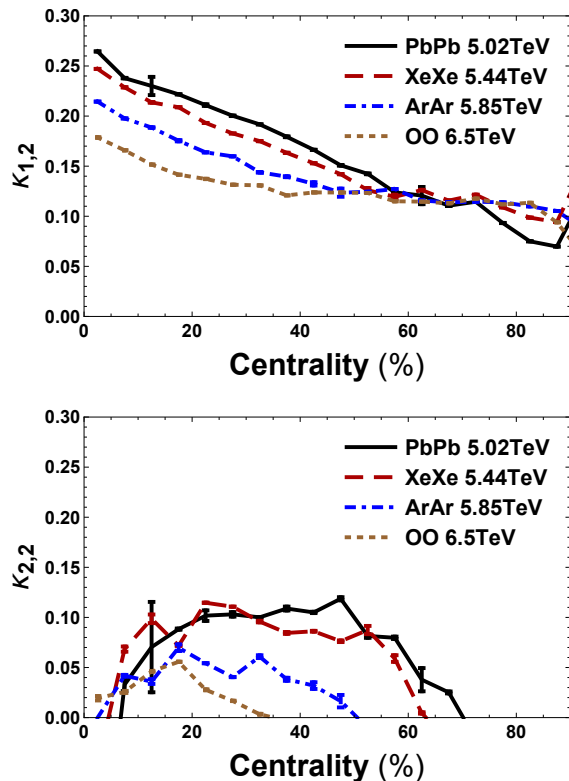 0.30
0.25
0.20
0.15
0.10
0.05
0.00
κ1,2
PbPb 5.02TeV
XeXe 5.44TeV
ArAr 5.85TeV
OO 6.5TeV
0 20 40 60 80
Centrality (%)
0.30
0.25
0.20
0.15
0.10
0.05
0.00
κ2,2
PbPb 5.02TeV
XeXe 5.44TeV
ArAr 5.85TeV
OO 6.5TeV
0 20 40 60 80
Centrality (%)